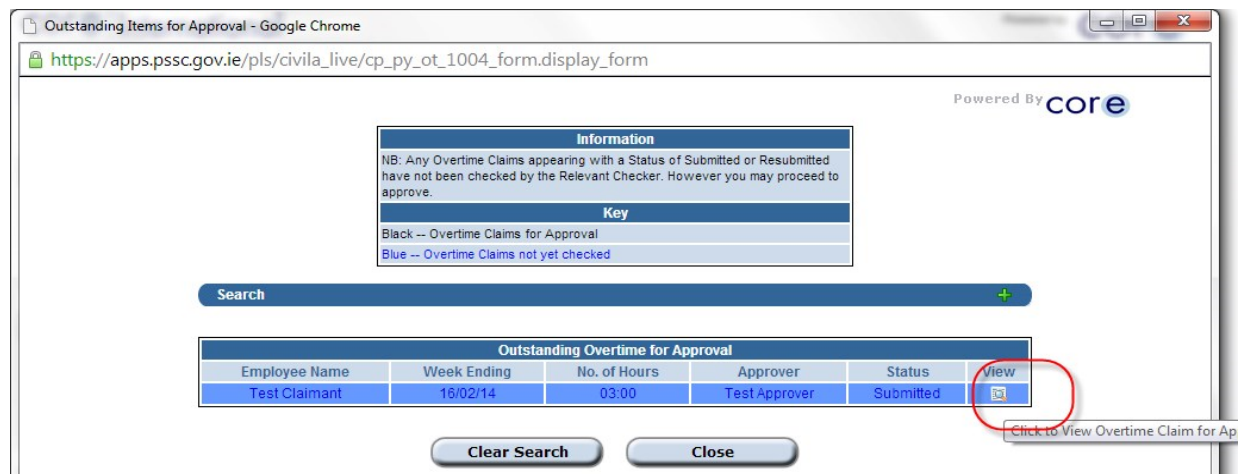 Outstanding Items for Approval - Google Chrome
https://apps.pssc.gov.ie/pls/civila_live/cp_py_ot_1004_form.display_form
Powered By core
Information
NB: Any Overtime Claims appearing with a Status of Submitted or Resubmitted
have not been checked by the Relevant Checker. However you may proceed to
approve.
Key
Black -- Overtime Claims for Approval
Blue -- Overtime Claims not yet checked
Search
Outstanding Overtime for Approval
Employee Name Week Ending No. of Hours Approver Status View
Test Claimant 16/02/14 03:00 Test Approver Submitted
Click to View Overtime Claim for Ap
Clear Search Close